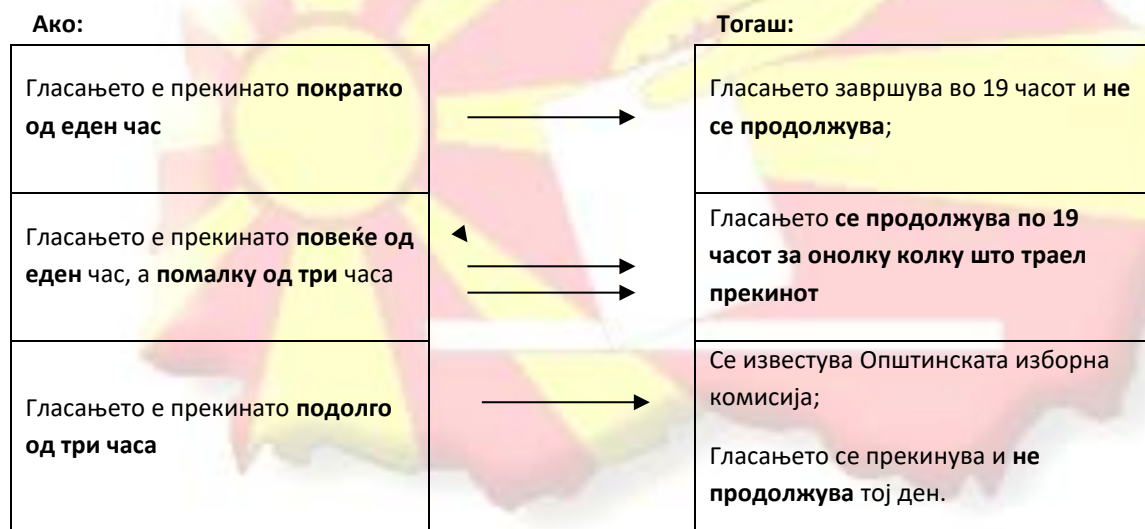 Ако:
Тогаш:
Гласањето е прекинато пократко
од еден час
Гласањето завршува во 19 часот и не
се продолжува;
Гласањето е прекинато повеќе од
еден час, а помалку од три часа
Гласањето се продолжува по 19
часот за онолку колку што траел
прекинот
Гласањето е прекинато подолго
од три часа
Се известува Општинската изборна
комисија;
Гласањето се прекинува и не
продолжува тој ден.